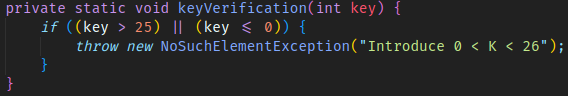 private static void keyVerification(int key) {
if ((key > 25) || (key <= 0)) {
throw new NoSuchElementException("Introduce 0 < K < 26");
}
}